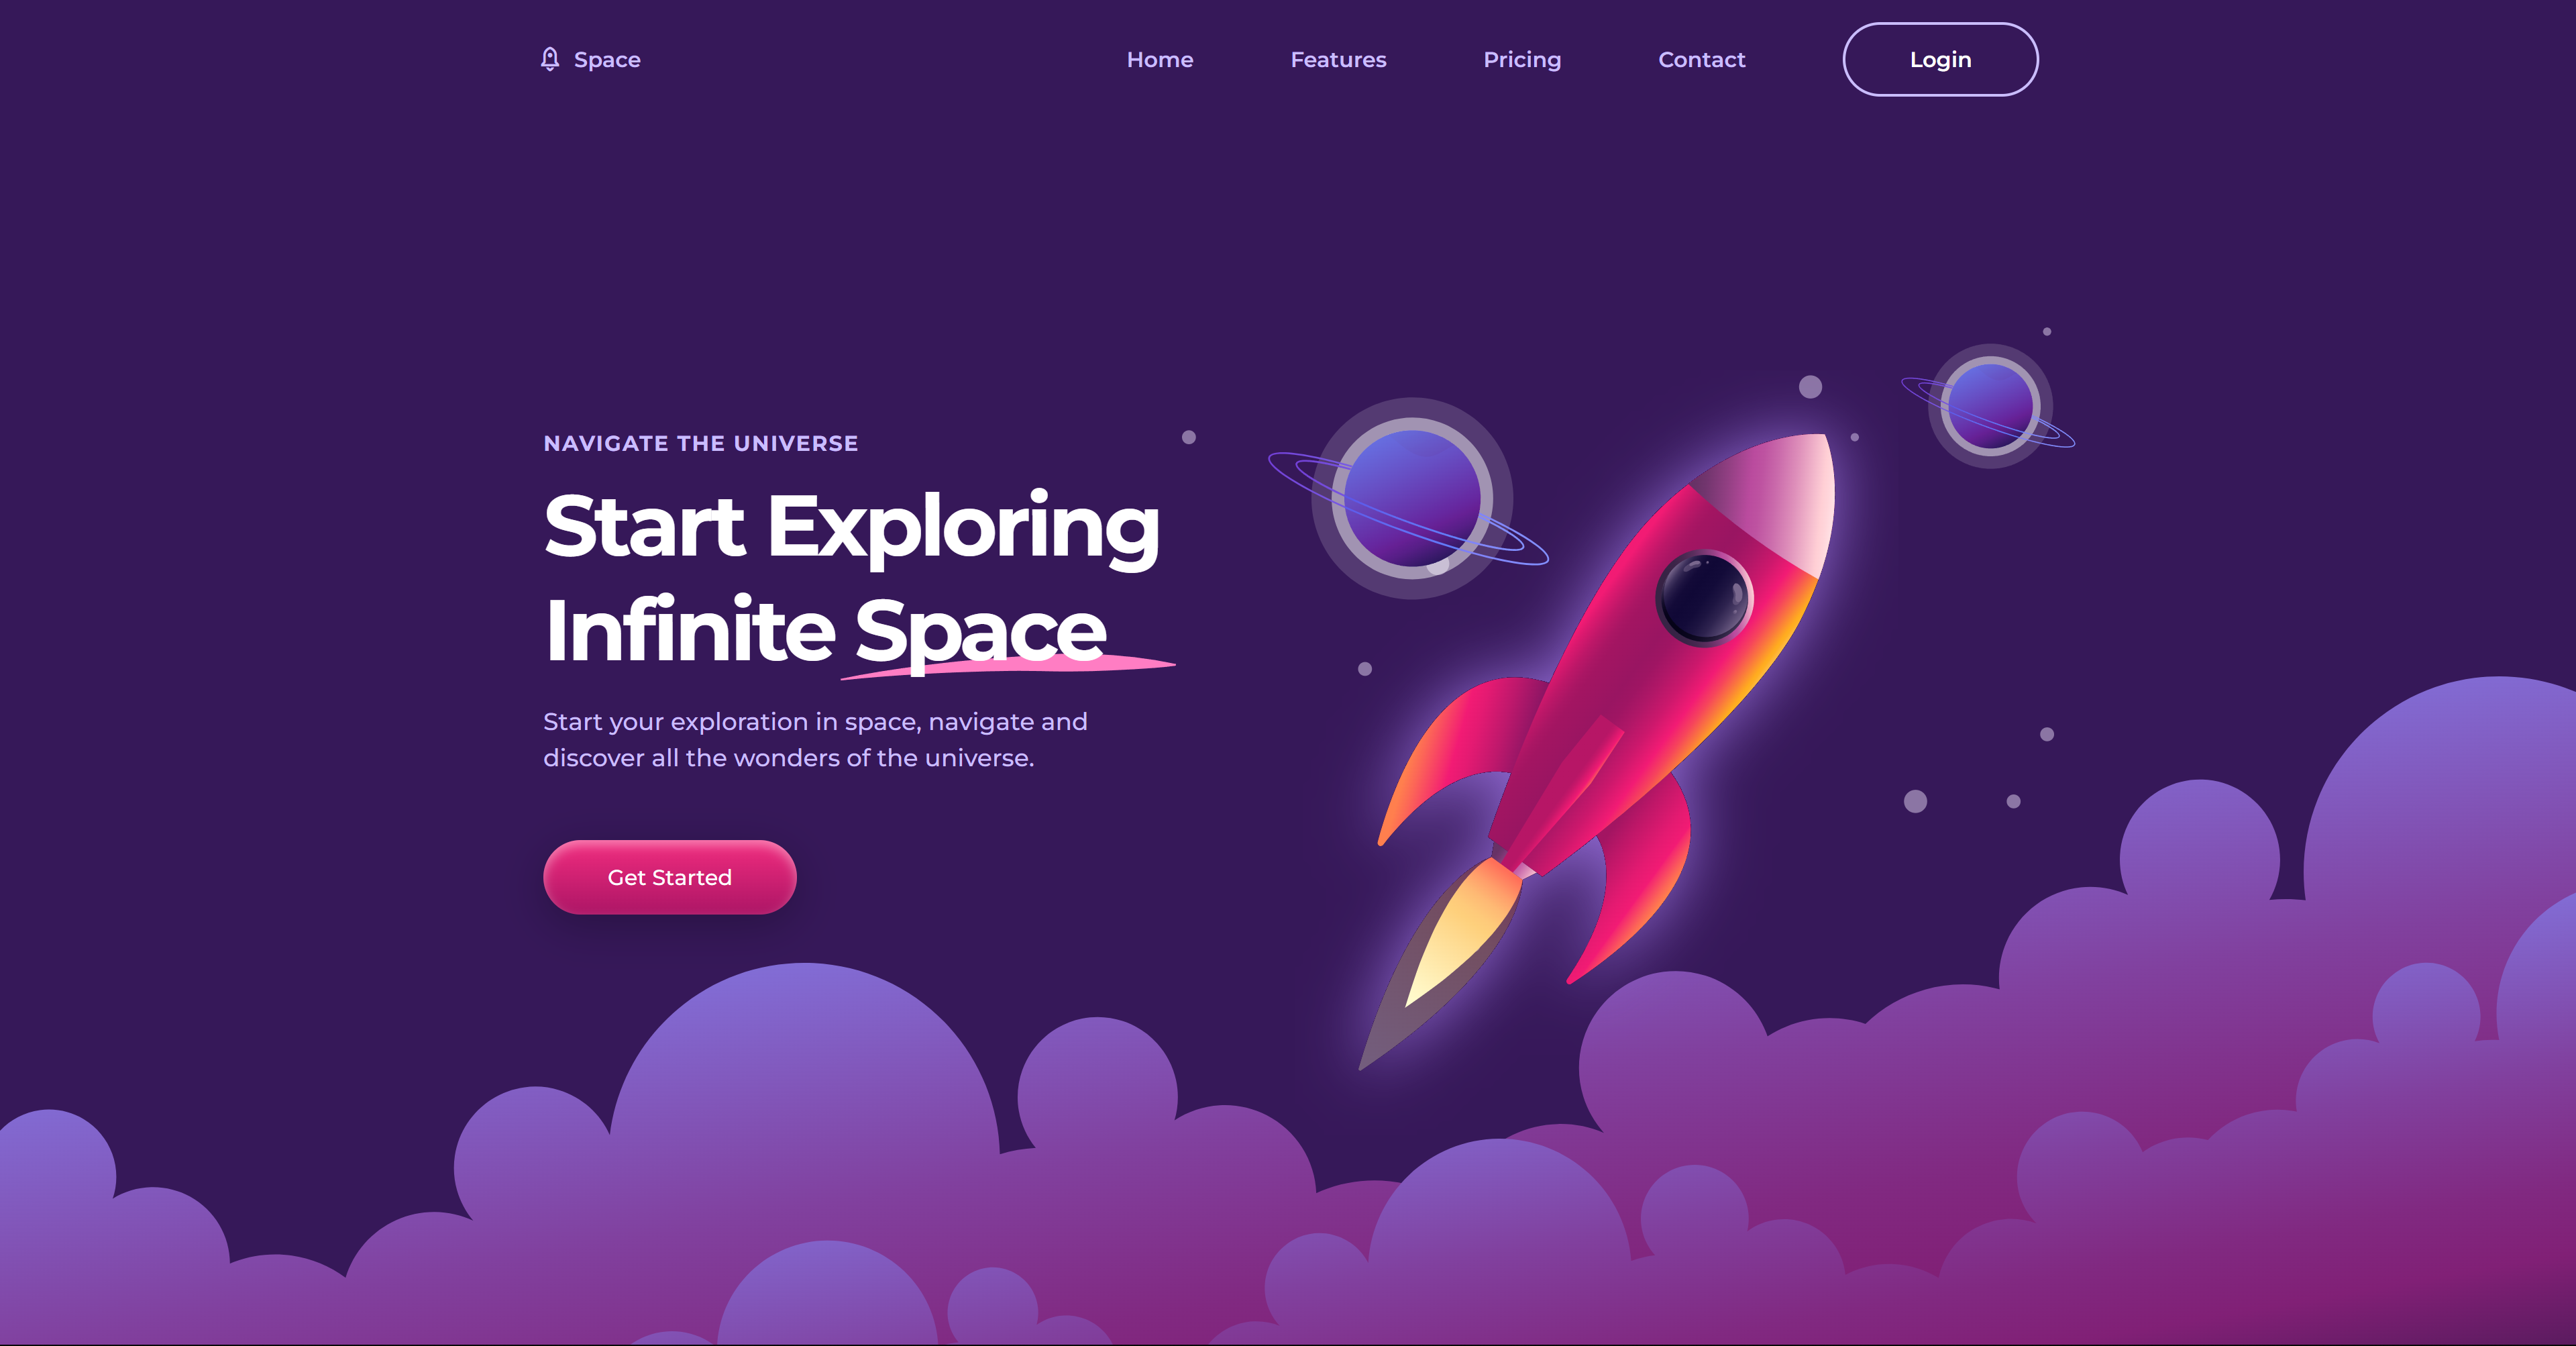 Space
Home
Features
Pricing
Contact
Login
NAVIGATE THE UNIVERSE
Start Exploring
Infinite Space
Start your exploration in space, navigate and
discover all the wonders of the universe.
Get Started